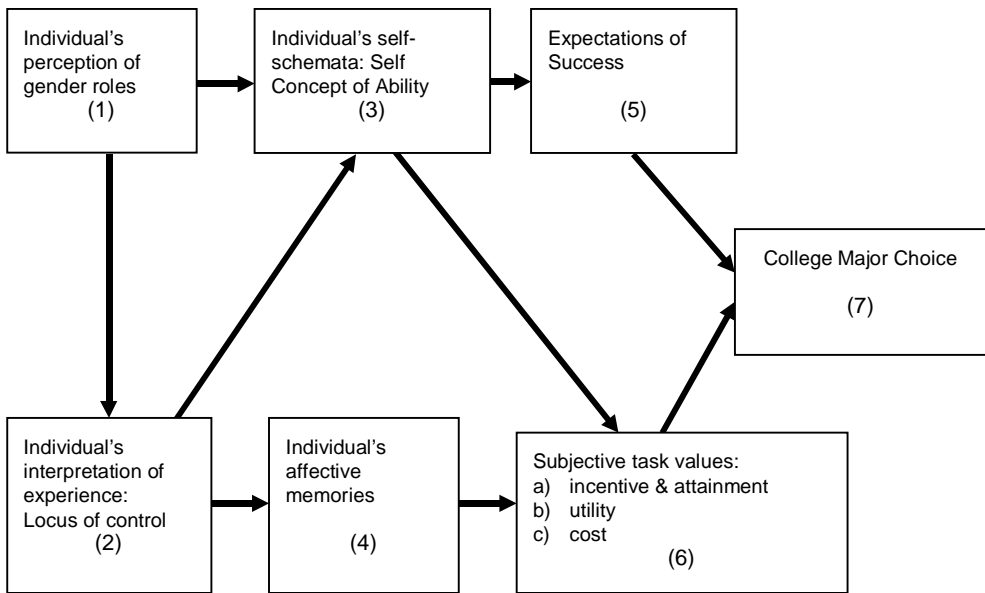 Individual’s
perception of
gender roles
(1)
Individual’s self-
schemata: Self
Concept of Ability
(3)
Expectations of
Success
(5)
College Major Choice
(7)
Individual’s
interpretation of
experience:
Locus of control
(2)
Individual’s
affective
memories
(4)
Subjective task values:
a) incentive & attainment
b) utility
c) cost
(6)